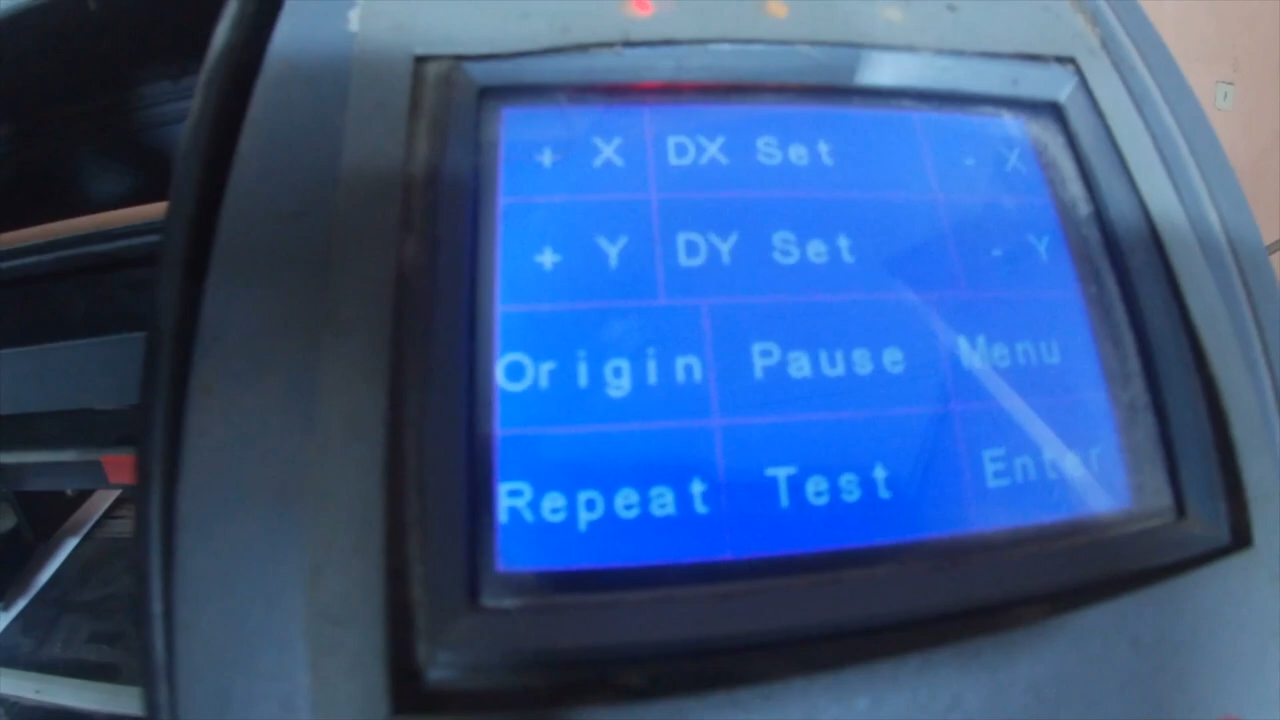 + X DX Set - X
+ Y DY Set - Y
Origin Pause Menu
Repeat Test Enter